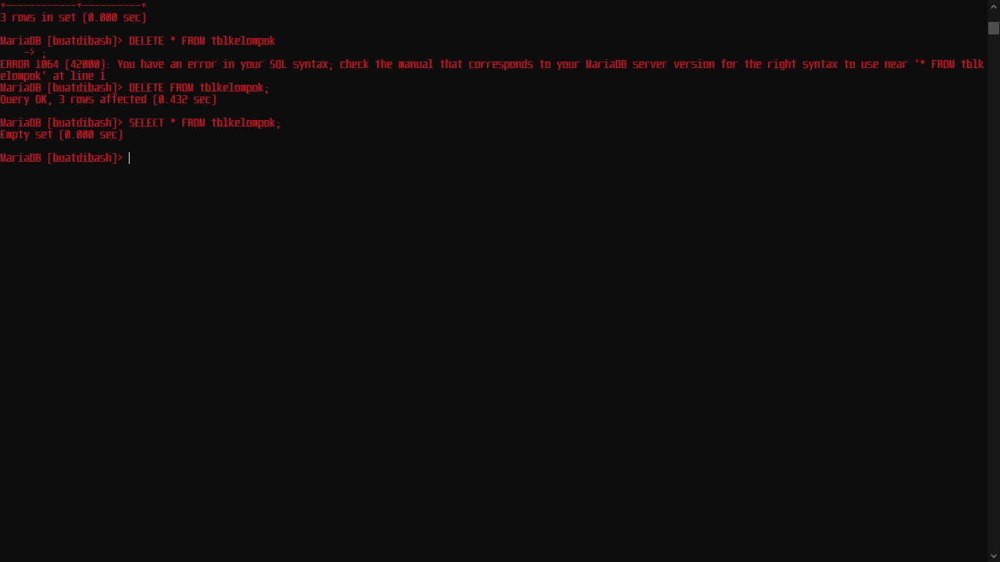 +------------+----------+
3 rows in set (0.000 sec)
MariaDB [buatdibash]> DELETE * FROM tblkelompok
    -> ;
ERROR 1064 (42000): You have an error in your SQL syntax; check the manual that corresponds to your MariaDB server version for the right syntax to use near '* FROM tblk
elompok' at line 1
MariaDB [buatdibash]> DELETE FROM tblkelompok;
Query OK, 3 rows affected (0.432 sec)
MariaDB [buatdibash]> SELECT * FROM tblkelompok;
Empty set (0.000 sec)
MariaDB [buatdibash]>